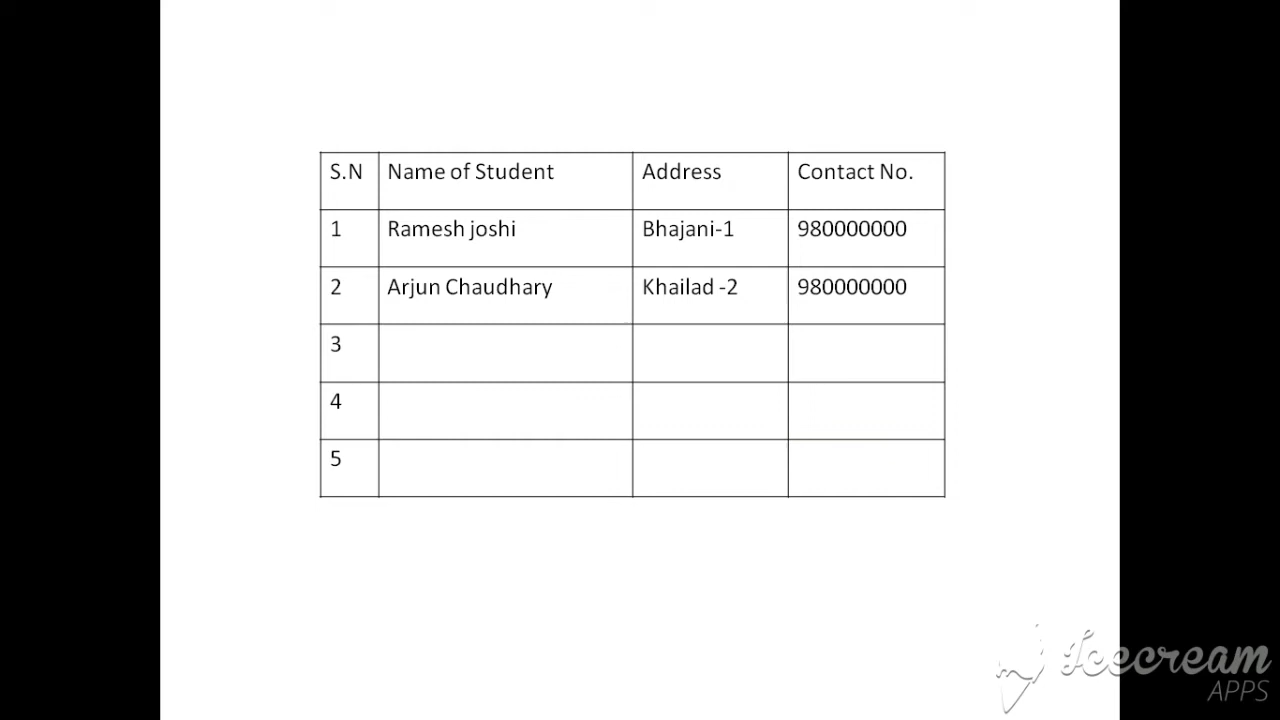 S.N Name of Student Address Contact No.
1 Ramesh joshi Bhajani-1 980000000
2 Arjun Chaudhary Khailad -2 980000000
3
4
5
Icecream
APPS